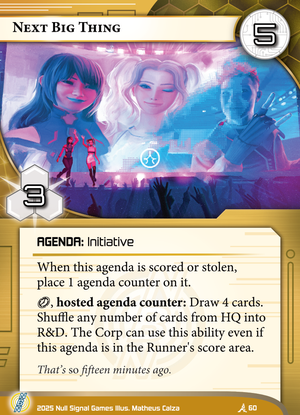 Next Big Thing
5
3
AGENDA: Initiative
When this agenda is scored or stolen,
place 1 agenda counter on it.
, hosted agenda counter: Draw 4 cards.
Shuffle any number of cards from HQ into
R&D. The Corp can use this ability even if
this agenda is in the Runner's score area.
That's so fifteen minutes ago.
2025 Null Signal Games Illus. Matheus Calza
60